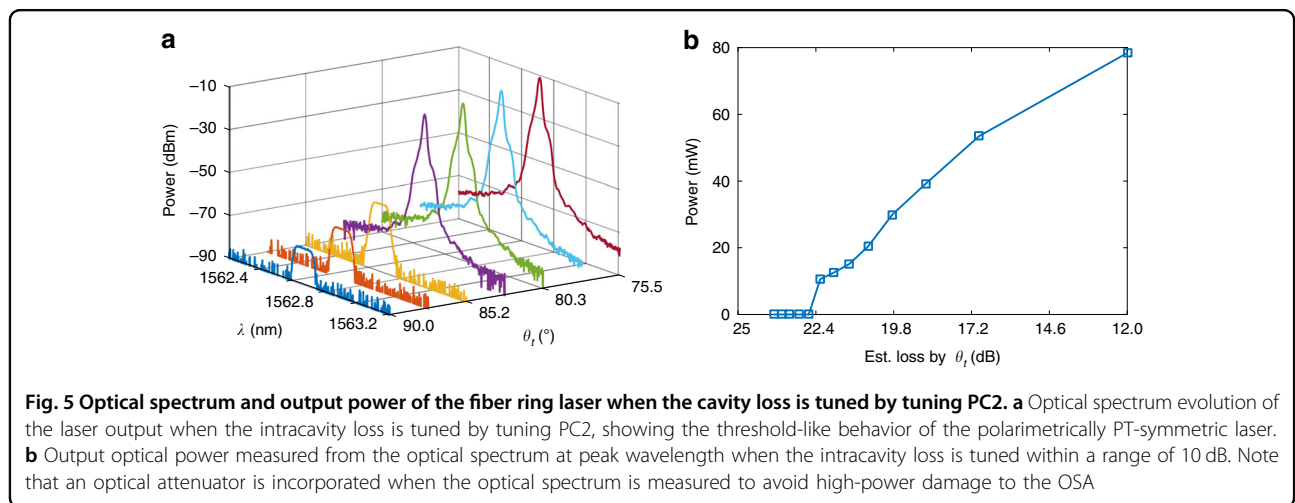 a
−10
−30
−50
−70
−90
Power (dBm)
1562.4
1562.8
1563.2
λ (nm)
90.0
85.2
80.3
75.5
θt (°)
b
80
60
40
20
0
Power (mW)
25
22.4
19.8
17.2
14.6
12.0
Est. loss by θt (dB)
Fig. 5 Optical spectrum and output power of the fiber ring laser when the cavity loss is tuned by tuning PC2. a Optical spectrum evolution of
the laser output when the intracavity loss is tuned by tuning PC2, showing the threshold-like behavior of the polarimetrically PT-symmetric laser.
b Output optical power measured from the optical spectrum at peak wavelength when the intracavity loss is tuned within a range of 10 dB. Note
that an optical attenuator is incorporated when the optical spectrum is measured to avoid high-power damage to the OSA